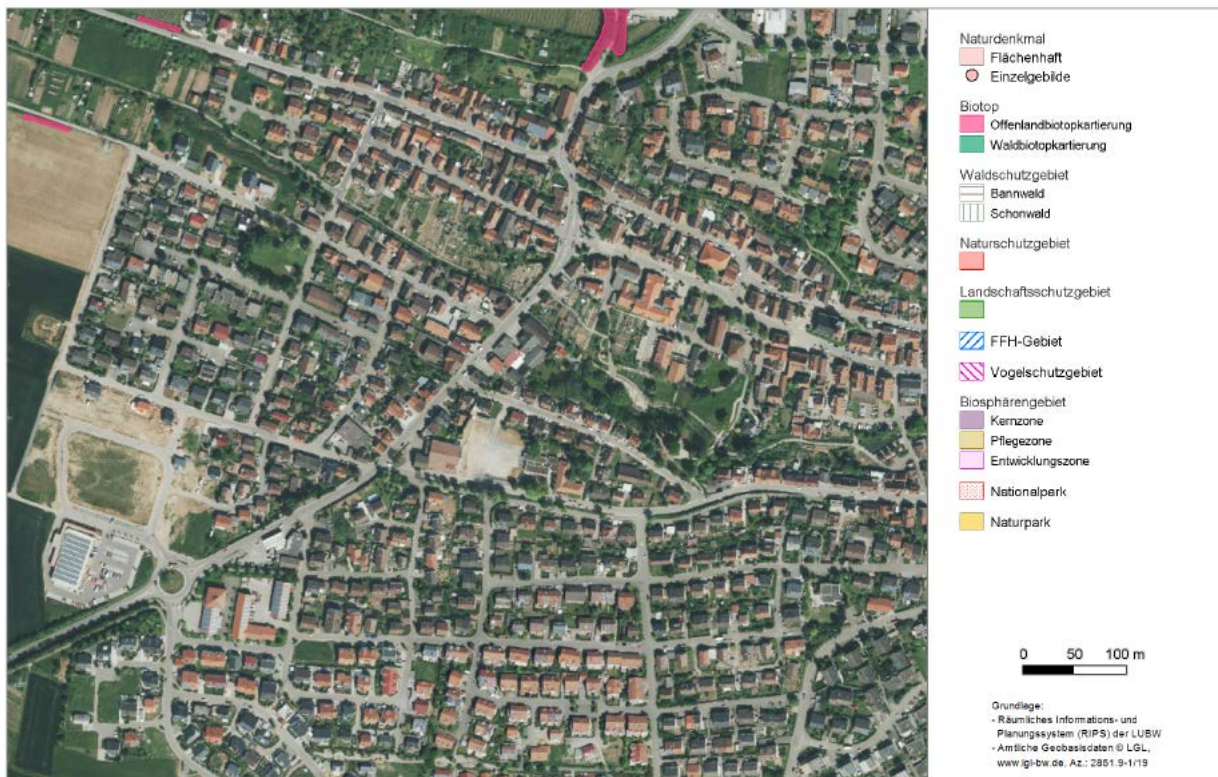 Naturdenkmal
Flächenhaft
Einzelgebilde
Biotop
Offenlandbiotopkartierung
Waldbiotopkartierung
Waldschutzgebiet
Bannwald
Schonwald
Naturschutzgebiet
Landschaftsschutzgebiet
FFH-Gebiet
Vogelschutzgebiet
Biosphärengebiet
Kernzone
Pflegezone
Entwicklungszone
Nationalpark
Naturpark
0 50 100 m
Grundlage:
- Räumliches Informations- und
Planungssystem (RIPS) der LUBW
- Amtliche Geobasisdaten © LGL,
www.lgl-bw.de, Az.: 2851.9-1/19